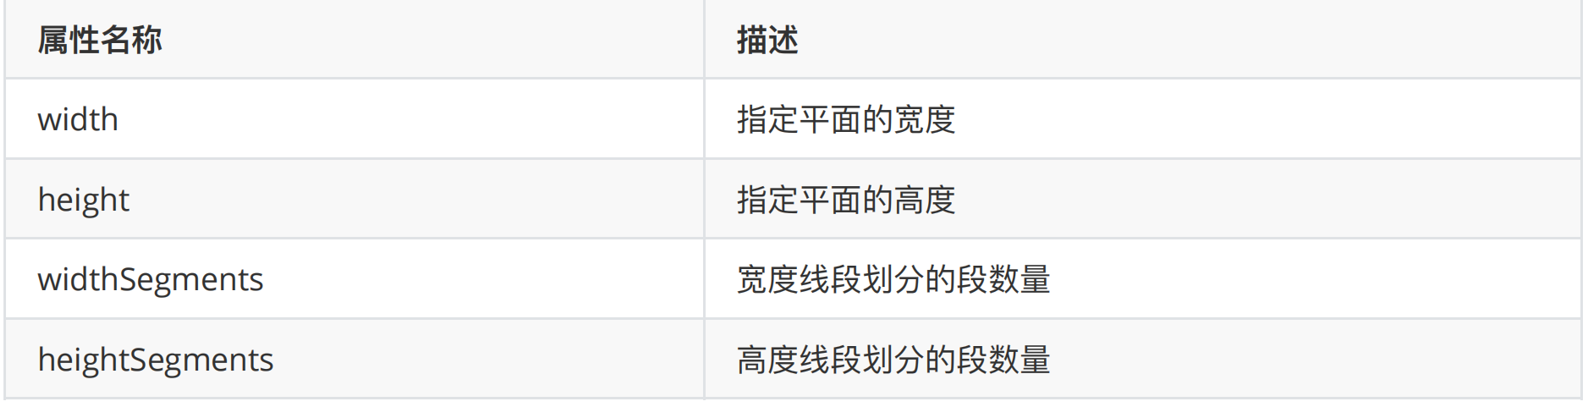 属性名称 描述
width 指定平面的宽度
height 指定平面的高度
widthSegments 宽度线段划分的段数量
heightSegments 高度线段划分的段数量